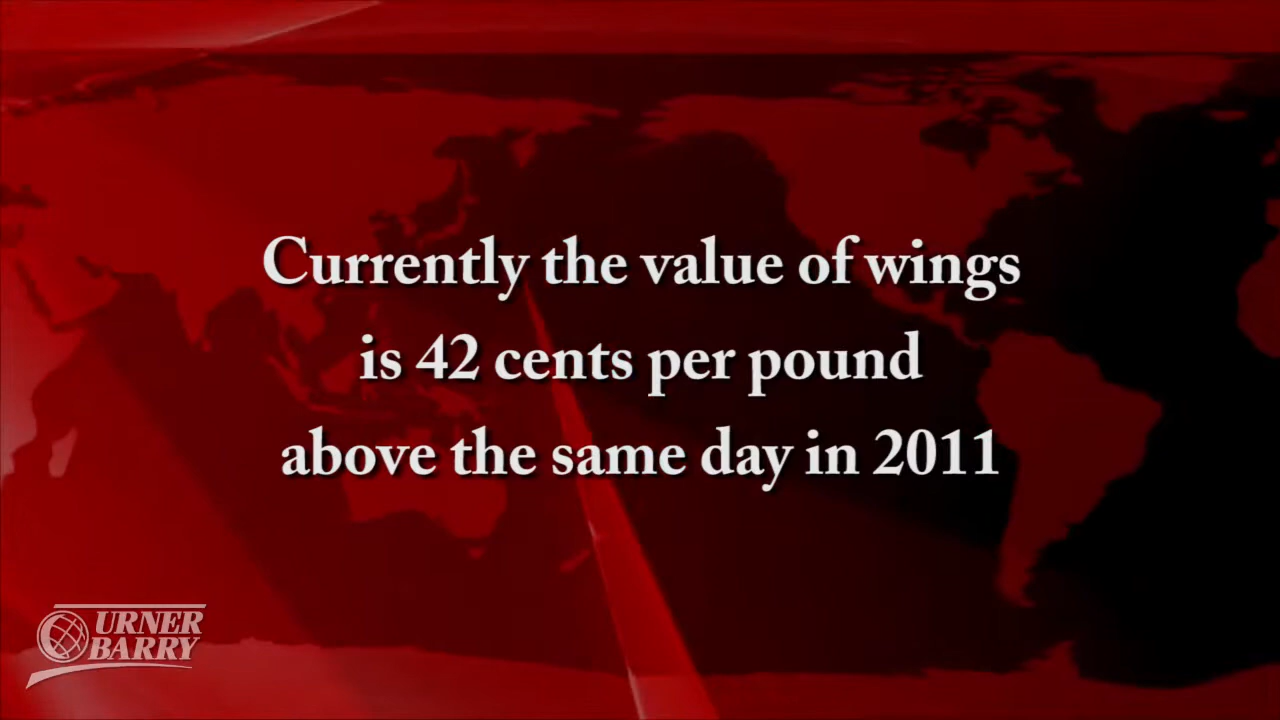 Currently the value of wings
is 42 cents per pound
above the same day in 2011
URNER
BARRY